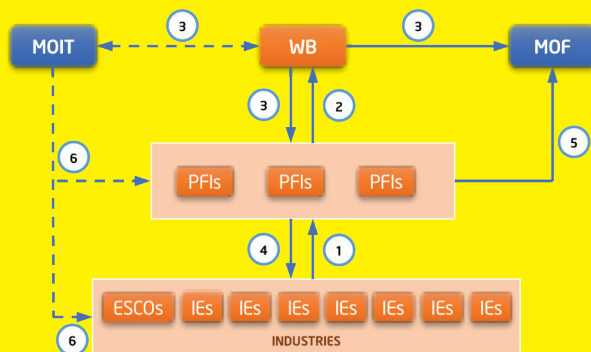 MOIT
3
WB
3
MOF
3
2
6
5
PFIs PFIs PFIs
4
1
ESCOs IEs IEs IEs IEs IEs IEs IEs
6
INDUSTRIES